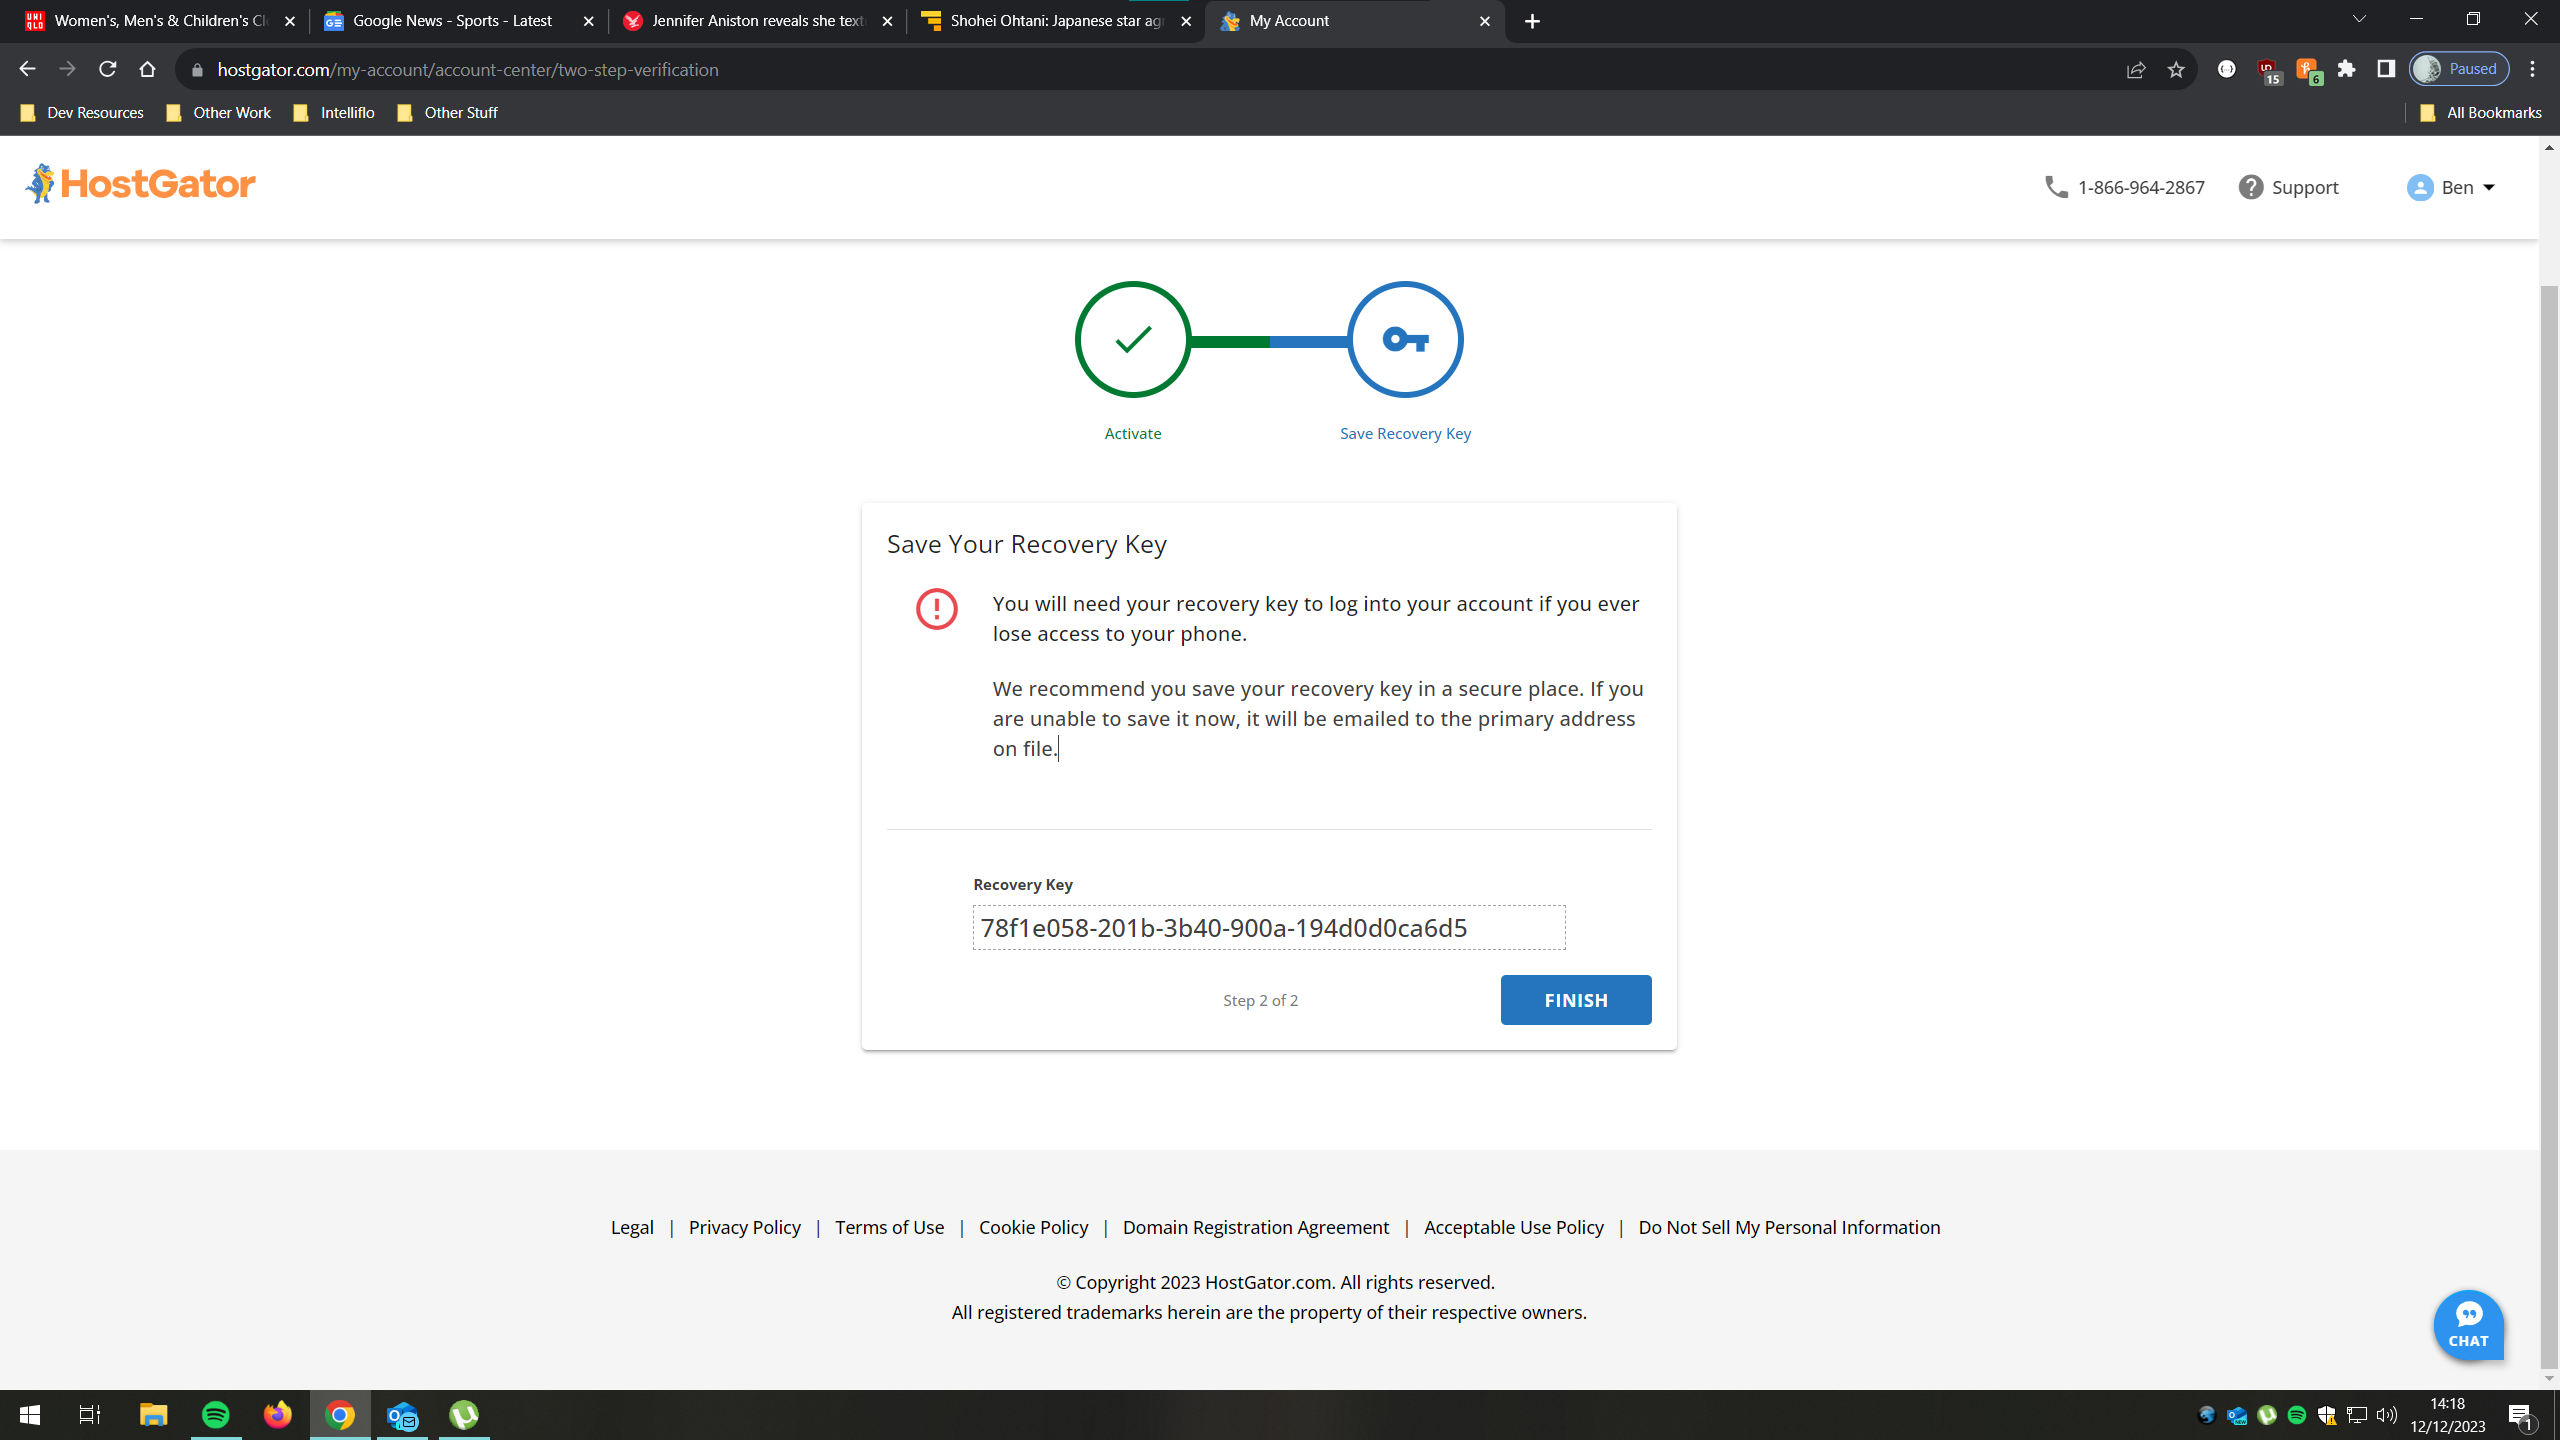 Women's, Men's & Children's Cl
Google News - Sports - Latest
Jennifer Aniston reveals she text
Shohei Ohtani: Japanese star agr
My Account
hostgator.com/my-account/account-center/two-step-verification
15
6
Paused
Dev Resources
Other Work
Intelliflo
Other Stuff
All Bookmarks
HostGator
1-866-964-2867
Support
Ben
Activate
Save Recovery Key
Save Your Recovery Key
You will need your recovery key to log into your account if you ever
lose access to your phone.
We recommend you save your recovery key in a secure place. If you
are unable to save it now, it will be emailed to the primary address
on file.
Recovery Key
78f1e058-201b-3b40-900a-194d0d0ca6d5
Step 2 of 2
FINISH
Legal | Privacy Policy | Terms of Use | Cookie Policy | Domain Registration Agreement | Acceptable Use Policy | Do Not Sell My Personal Information
© Copyright 2023 HostGator.com. All rights reserved.
All registered trademarks herein are the property of their respective owners.
CHAT
14:18
12/12/2023
1